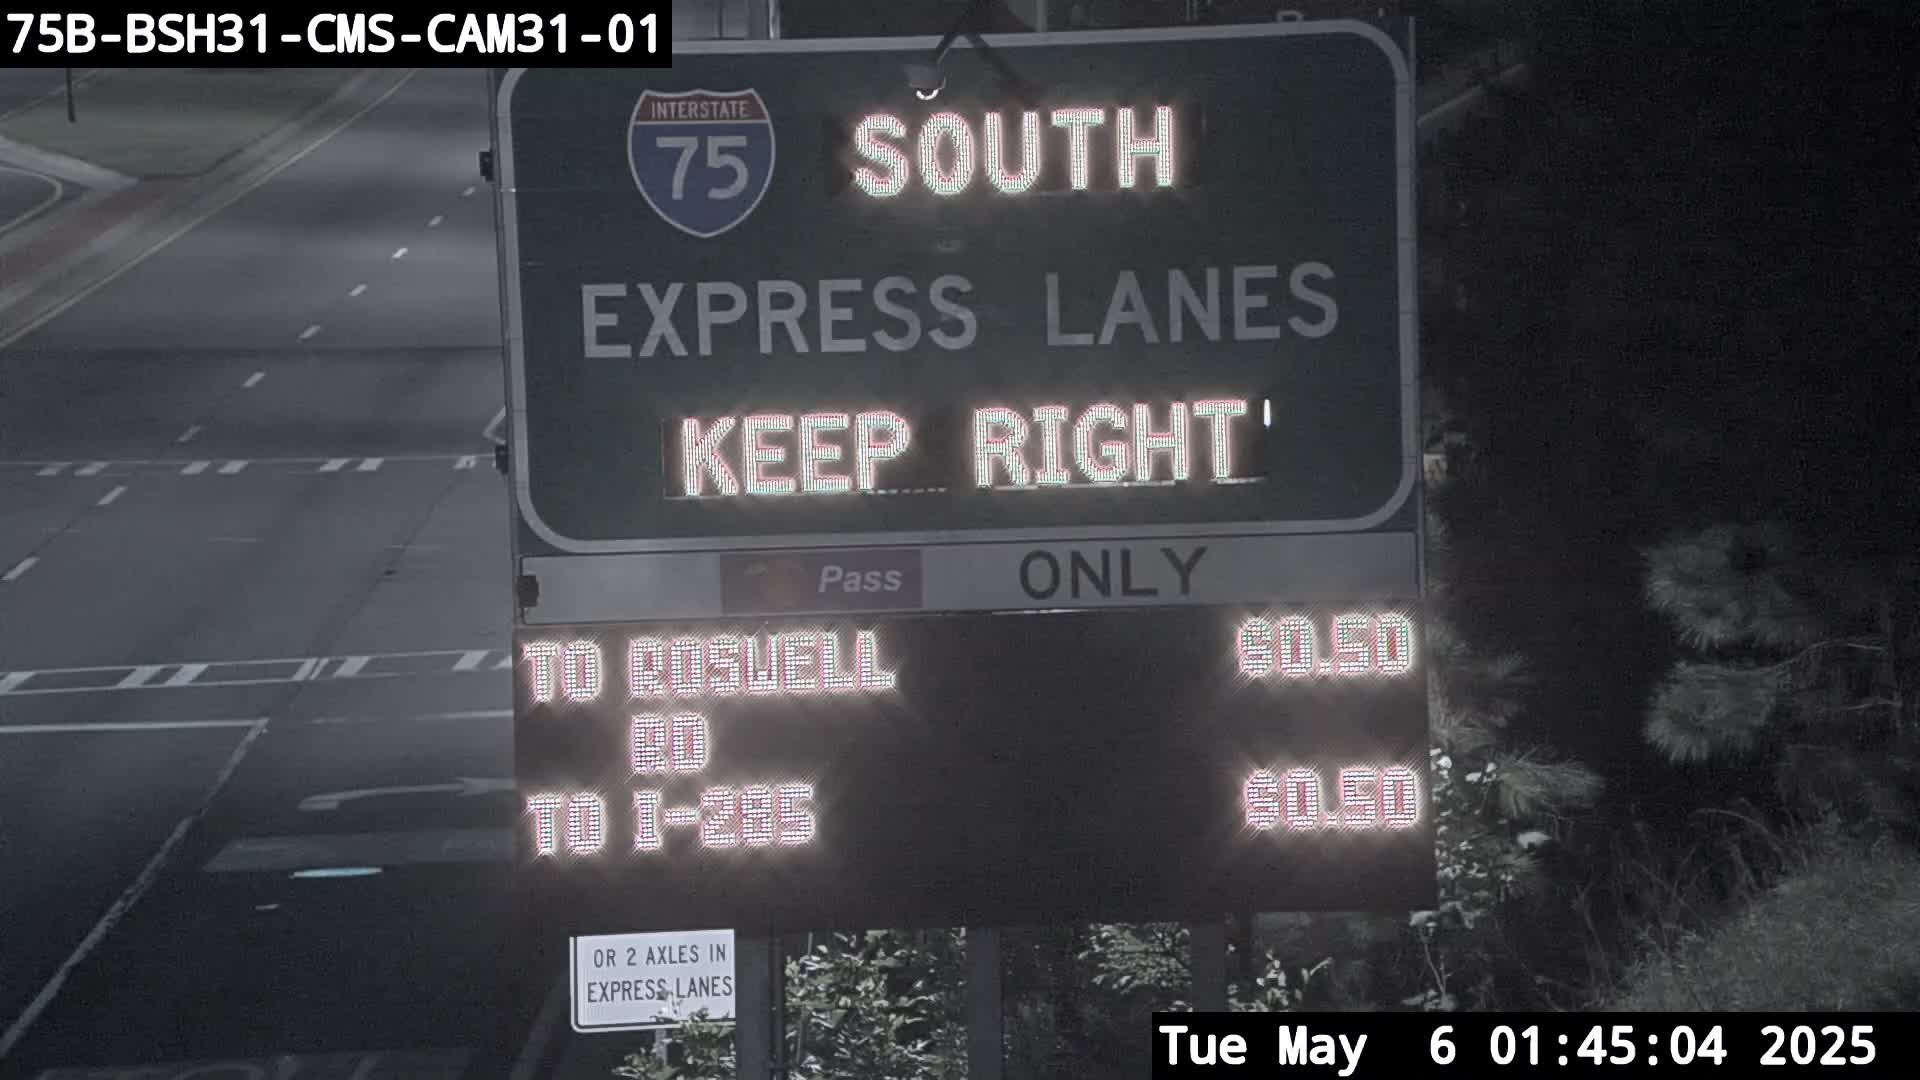 75B-BSH31-CMS-CAM31-01
INTERSTATE
75
SOUTH
EXPRESS LANES
KEEP RIGHT
Pass
ONLY
TO ROSWELL $0.50
RD
TO I-285 $0.50
OR 2 AXLES IN
EXPRESS LANES
Tue May 6 01:45:04 2025